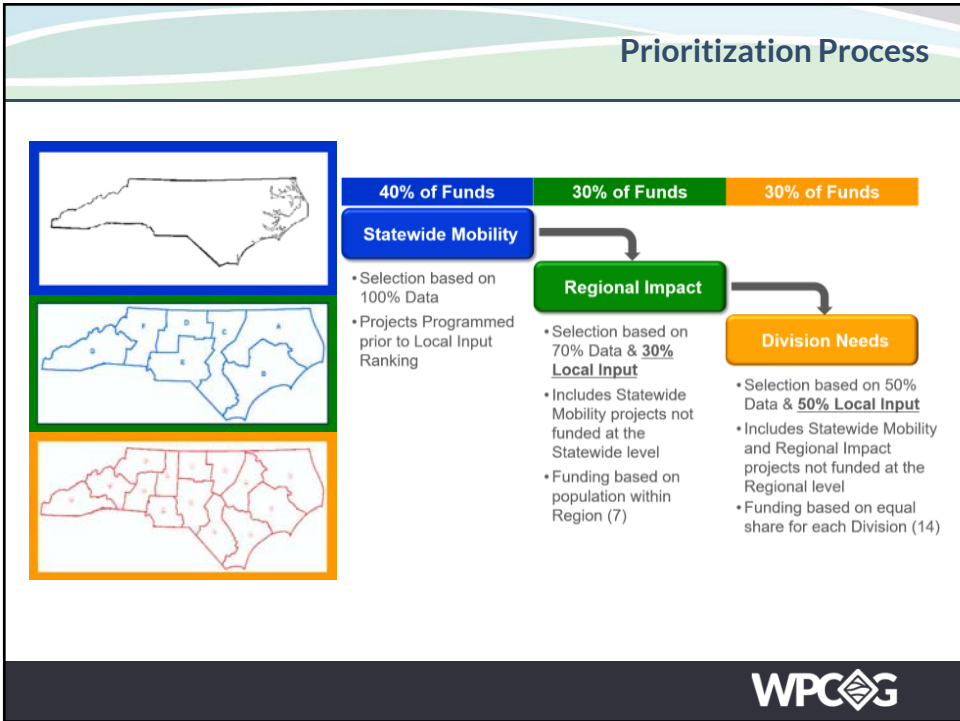 Prioritization Process
40% of Funds
30% of Funds
30% of Funds
Statewide Mobility
• Selection based on
100% Data
• Projects Programmed
prior to Local Input
Ranking
Regional Impact
• Selection based on
70% Data & 30%
Local Input
• Includes Statewide
Mobility projects not
funded at the
Statewide level
• Funding based on
population within
Region (7)
Division Needs
• Selection based on 50%
Data & 50% Local Input
• Includes Statewide Mobility
and Regional Impact
projects not funded at the
Regional level
• Funding based on equal
share for each Division (14)
F
D
C
A
G
E
B
WPCOG